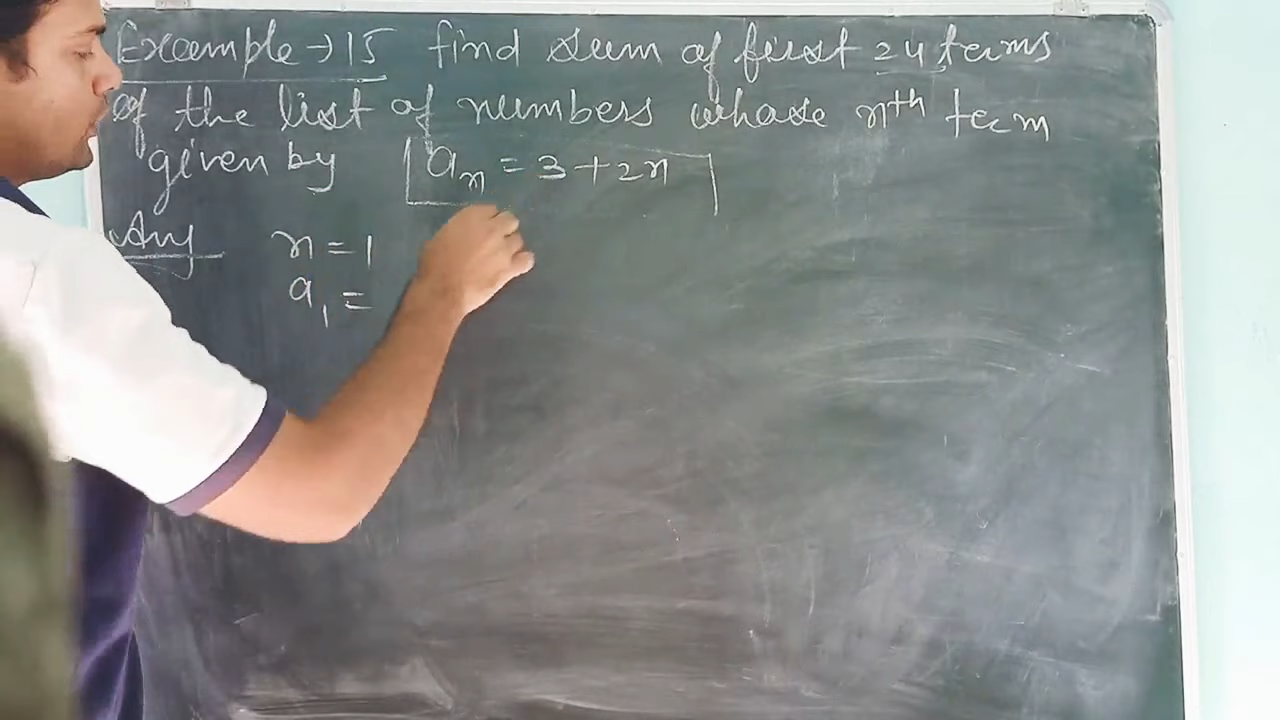 Example → 15 find sum of first 24 terms
of the list of numbers whose nth term
given by an = 3 + 2n
Ans n = 1
a1 =